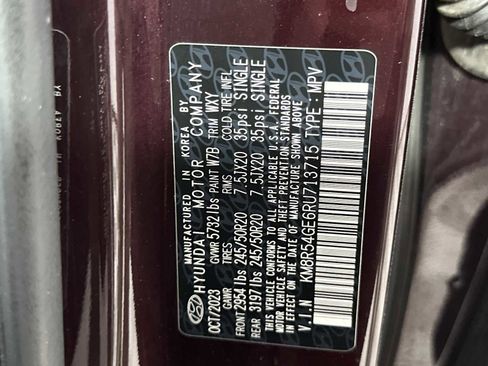 MANUFACTURED IN KOREA BY
HYUNDAI MOTOR COMPANY
OCT/2023 GVWR 5732 lbs PAINT W7B TRIM WXY
GAWR TIRES RIMS COLD TIRE INFL
FRONT 2954 lbs 245/50R20 7.5JX20 35psi SINGLE
REAR 3197 lbs 245/50R20 7.5JX20 35psi SINGLE
THIS VEHICLE CONFORMS TO ALL APPLICABLE U.S.A. FEDERAL
MOTOR VEHICLE SAFETY AND THEFT PREVENTION STANDARDS
IN EFFECT ON THE DATE OF MANUFACTURE SHOWN ABOVE.
V.I.N : KM8R54GE6RU713715 TYPE : MPV